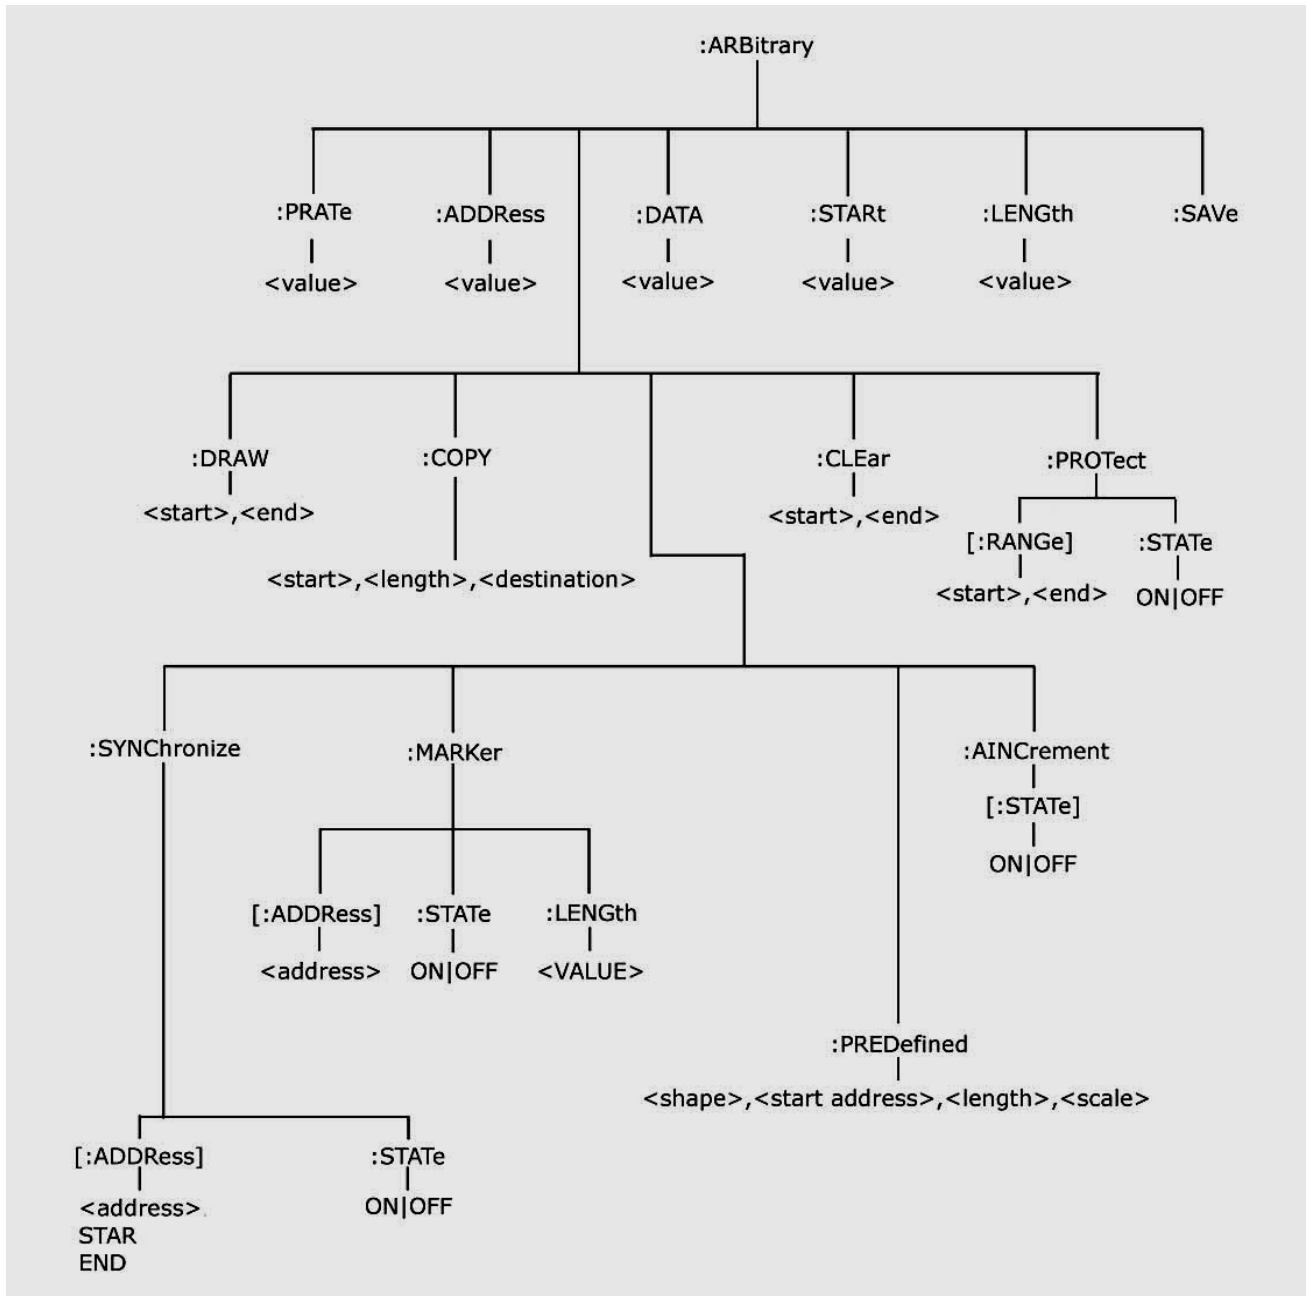 :ARBitrary
:PRATe :ADDRess :DATA :STARt :LENGth :SAVe
<value> <value> <value> <value> <value>
:DRAW :COPY :CLEar :PROTect
<start>,<end> <start>,<end>
[:RANGe] :STATe
<start>,<length>,<destination> <start>,<end> ON|OFF
:SYNChronize :MARKer :AINCrement
[:STATe]
ON|OFF
[:ADDRess] :STATe :LENGth
<address> ON|OFF <VALUE>
:PREDefined
<shape>,<start address>,<length>,<scale>
[:ADDRess] :STATe
<address> ON|OFF
STAR
END